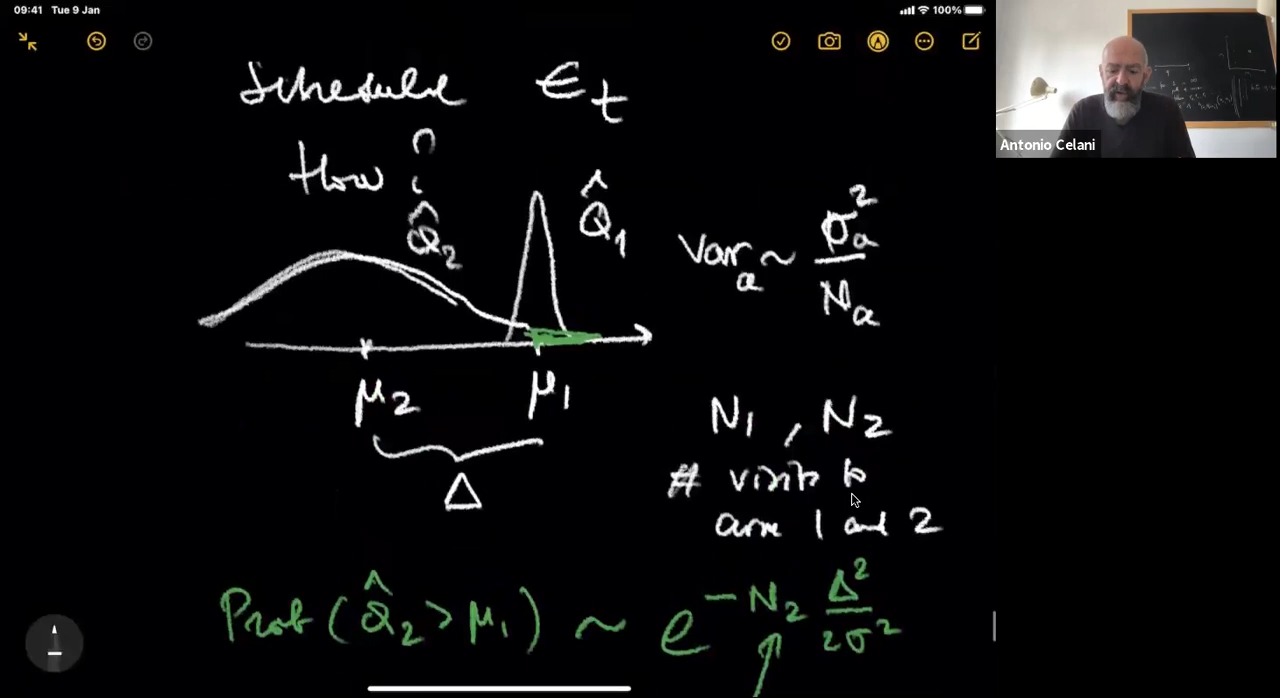 09:41 Tue 9 Jan
100%
Schedule ϵ_t
How ?
Q̂_2
Q̂_1
var_a ~ σ_a^2 / N_a
μ_2
μ_1
Δ
N_1 , N_2
# visits to
arm 1 and 2
Prob ( Q̂_2 > μ_1 ) ~ e^{-N_2 Δ^2 / 2σ^2}
Antonio Celani